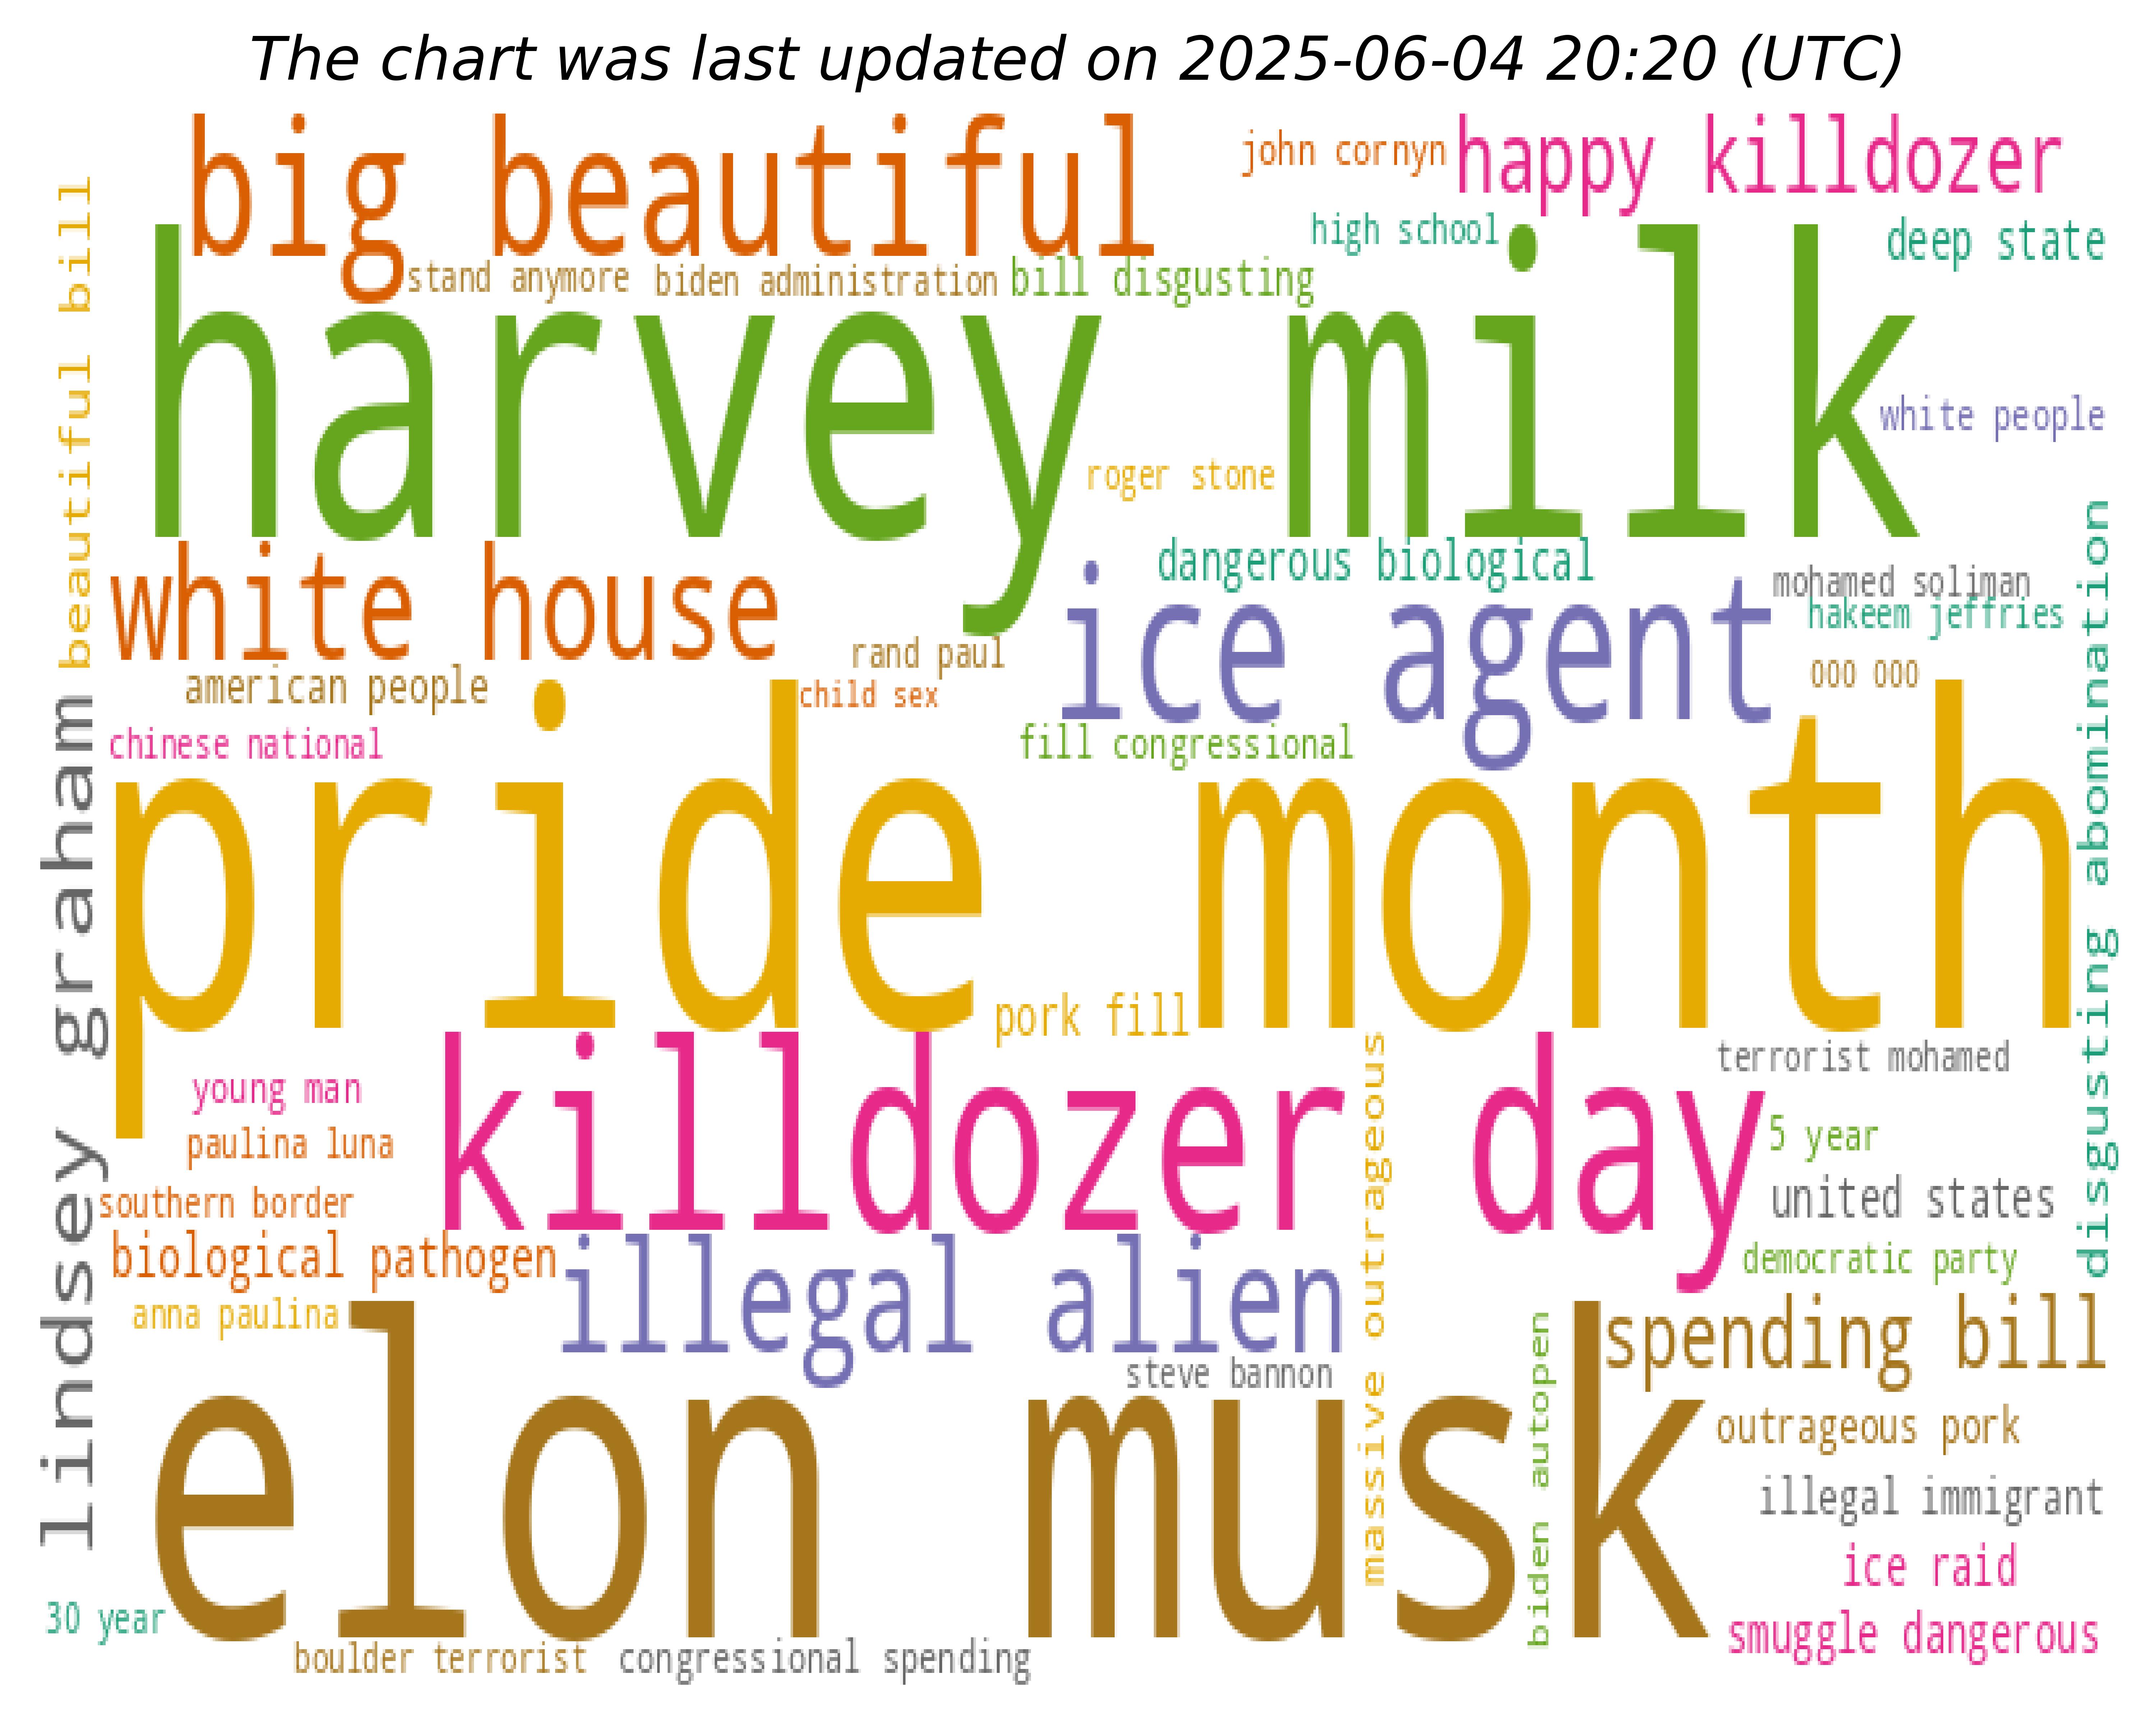 The chart was last updated on 2025-06-04 20:20 (UTC)
big beautiful
john cornyn
happy killdozer
beautiful bill
high school
deep state
stand anymore
biden administration
bill disgusting
harvey milk
white people
roger stone
disgusting abomination
white house
dangerous biological
ice agent
mohamed soliman
hakeem jeffries
rand paul
000 000
american people
child sex
lindsey graham
chinese national
fill congressional
pride month
pork fill
killdozer day
massive outrageous
terrorist mohamed
young man
5 year
paulina luna
united states
southern border
biological pathogen
illegal alien
democratic party
anna paulina
spending bill
biden autopen
steve bannon
elon musk
outrageous pork
illegal immigrant
ice raid
30 year
smuggle dangerous
boulder terrorist
congressional spending